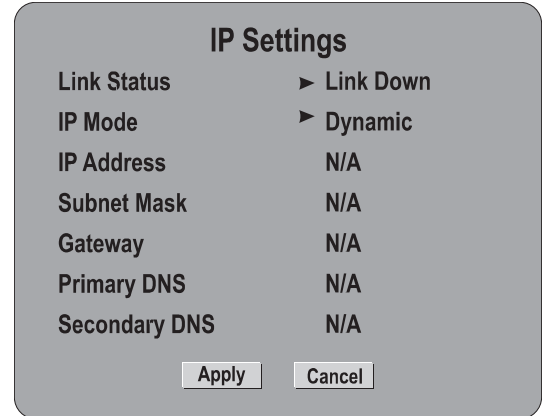 IP Settings
Link Status ► Link Down
IP Mode ► Dynamic
IP Address N/A
Subnet Mask N/A
Gateway N/A
Primary DNS N/A
Secondary DNS N/A
Apply Cancel